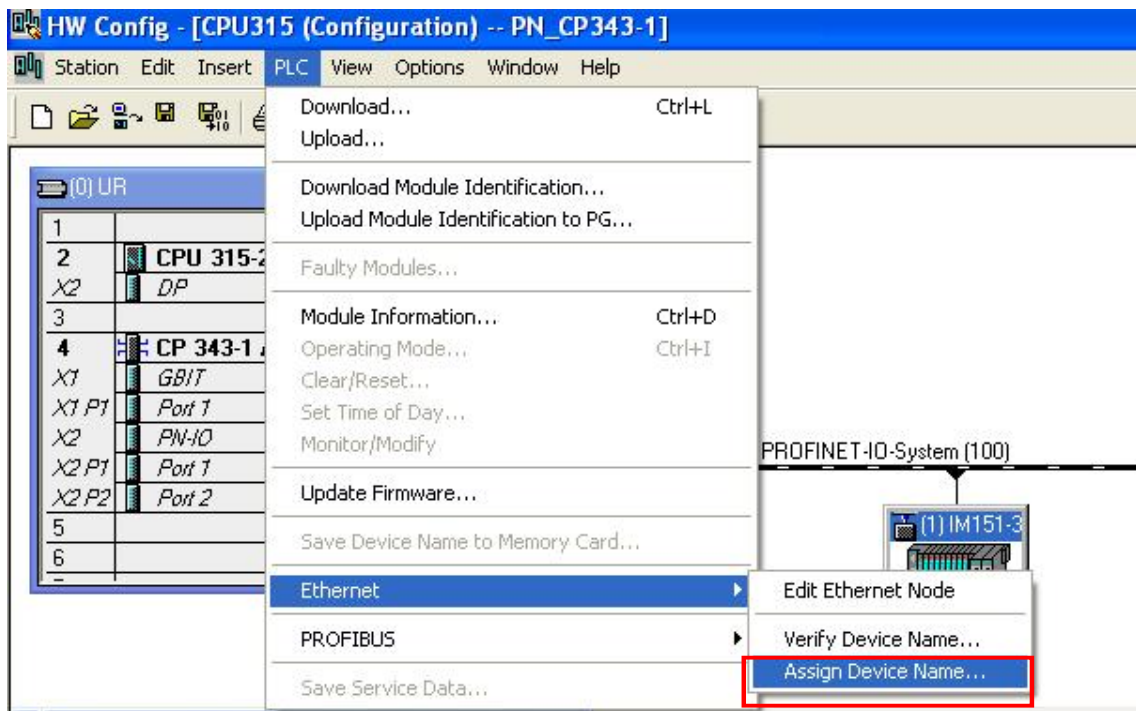 HW Config - [CPU315 (Configuration) -- PN_CP343-1]
Station Edit Insert PLC View Options Window Help
Download... Ctrl+L
Upload...
Download Module Identification...
Upload Module Identification to PG...
Faulty Modules...
Module Information... Ctrl+D
Operating Mode... Ctrl+I
Clear/Reset...
Set Time of Day...
Monitor/Modify
Update Firmware...
Save Device Name to Memory Card...
Ethernet
PROFIBUS
Save Service Data...
Edit Ethernet Node
Verify Device Name...
Assign Device Name...
(0) UR
1
2 CPU 315-2
X2 DP
3
4 CP 343-1
X1 GBIT
X1 P1 Port 1
X2 PN-IO
X2 P1 Port 1
X2 P2 Port 2
5
6
PROFINET-IO-System (100)
(1) IM151-3